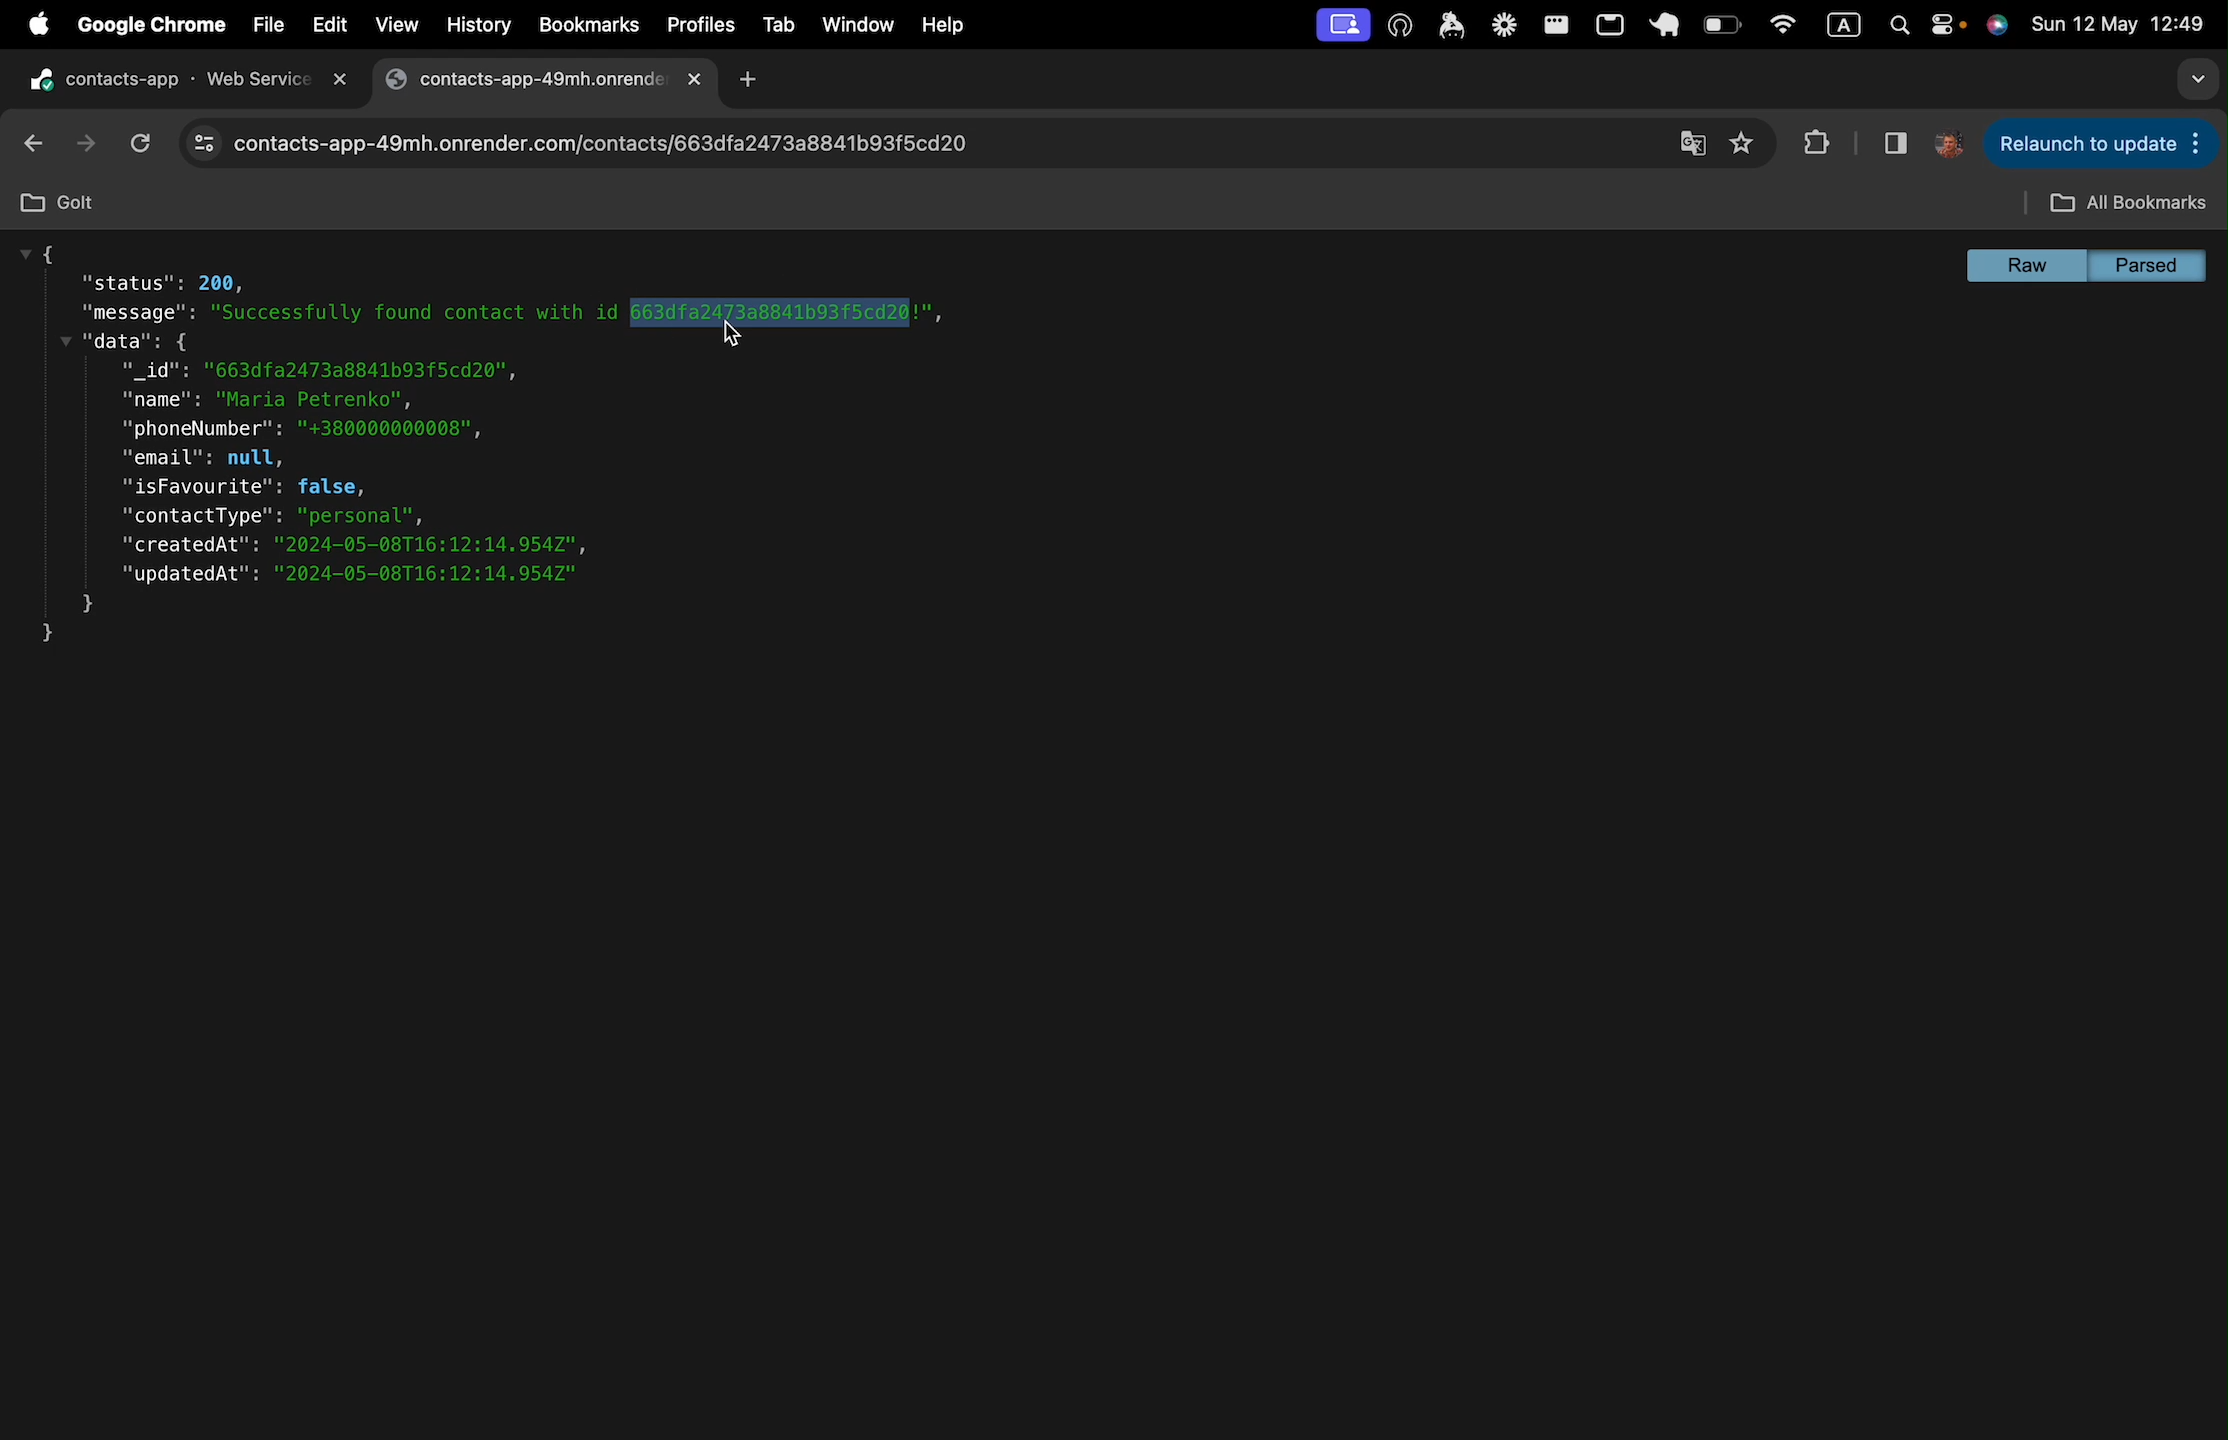 Google Chrome File Edit View History Bookmarks Profiles Tab Window Help A Sun 12 May 12:49
contacts-app · Web Service contacts-app-49mh.onrende
contacts-app-49mh.onrender.com/contacts/663dfa2473a8841b93f5cd20 Relaunch to update
GoIt All Bookmarks
{
Raw Parsed
"status": 200,
"message": "Successfully found contact with id 663dfa2473a8841b93f5cd20!",
"data": {
"_id": "663dfa2473a8841b93f5cd20",
"name": "Maria Petrenko",
"phoneNumber": "+380000000008",
"email": null,
"isFavourite": false,
"contactType": "personal",
"createdAt": "2024-05-08T16:12:14.954Z",
"updatedAt": "2024-05-08T16:12:14.954Z"
}
}